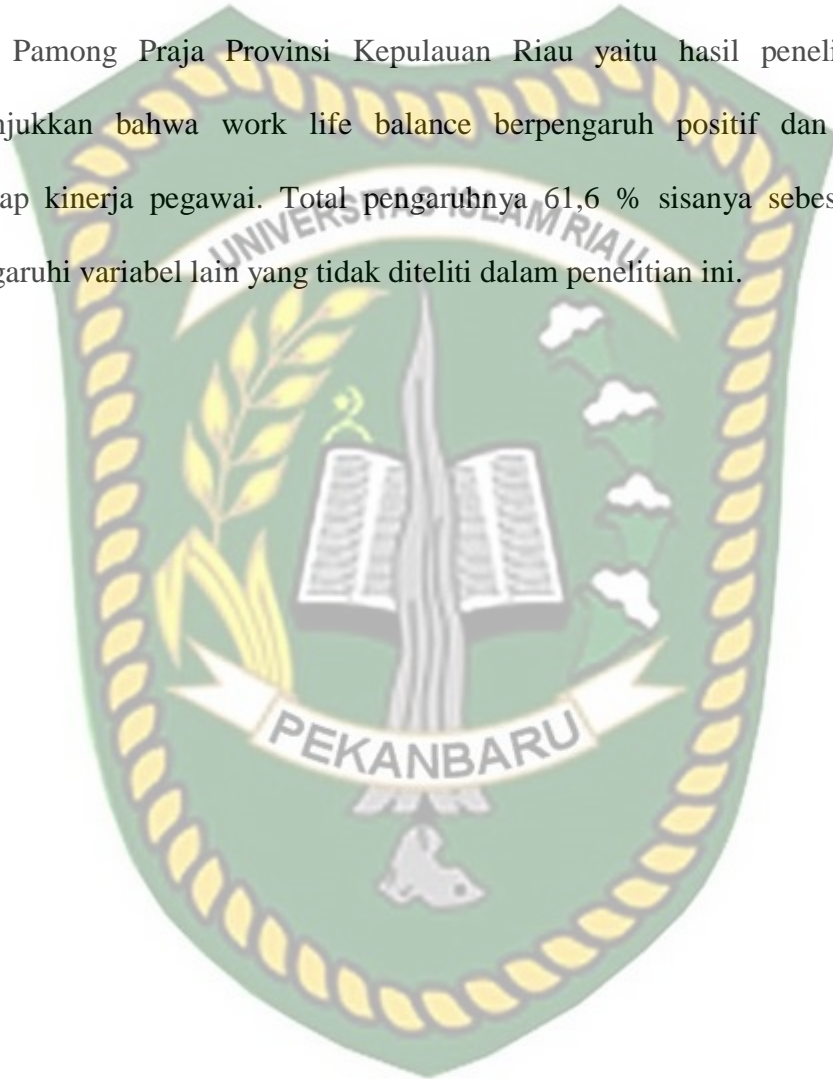 Pamong Praja Provinsi Kepulauan Riau yaitu hasil peneli
njukkan bahwa work life balance berpengaruh positif dan
ap kinerja pegawai. Total pengaruhnya 61,6 % sisanya sebes
garuhi variabel lain yang tidak diteliti dalam penelitian ini.
UNIVERSITAS ISLAM RIAU
PEKANBARU